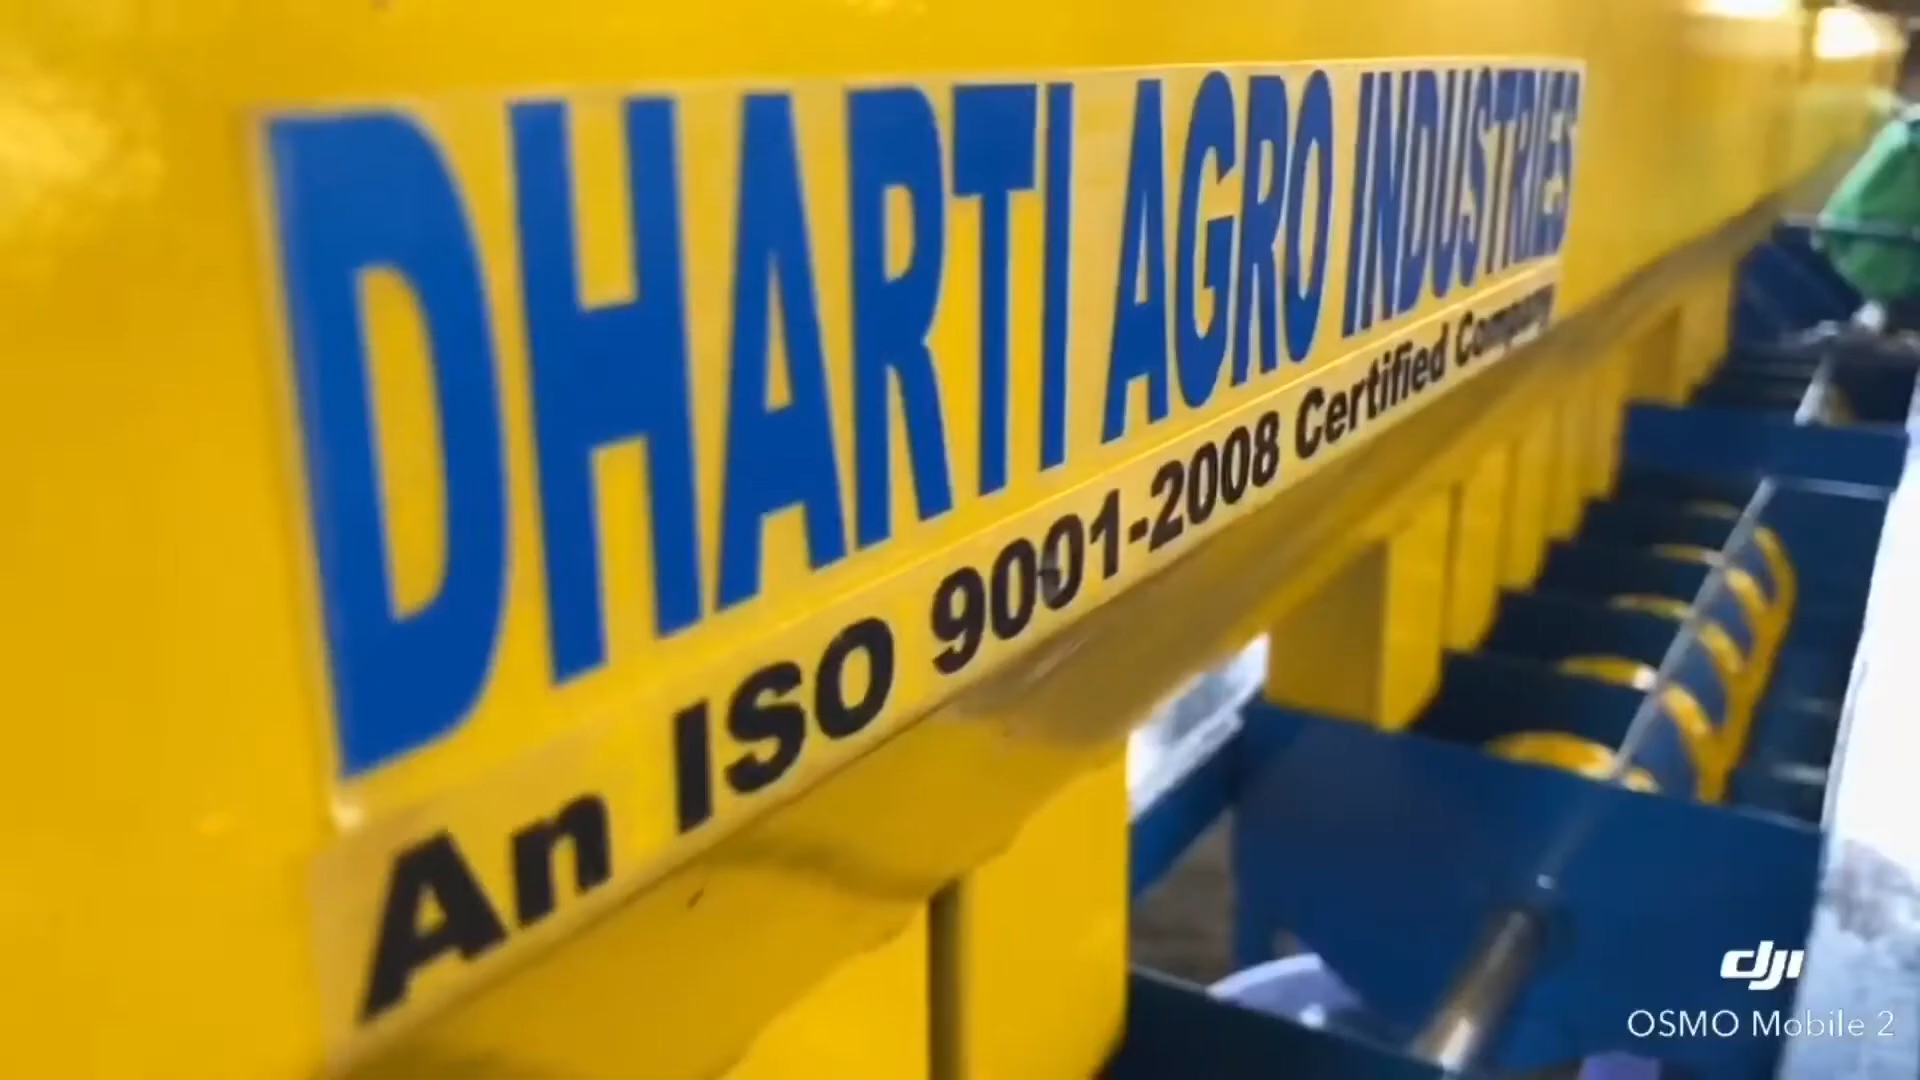 DHARTI AGRO INDUSTRIES
An ISO 9001-2008 Certified Company
dji
OSMO Mobile 2